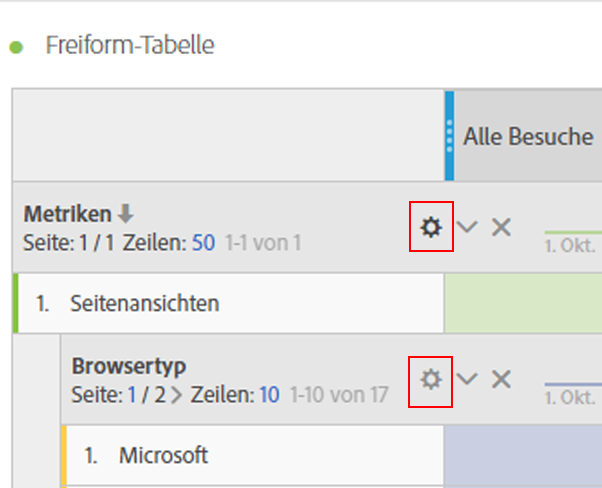 Freiform-Tabelle
Alle Besuche
Metriken
Seite: 1 / 1 Zeilen: 50 1-1 von 1
1. Okt.
1. Seitenansichten
Browsertyp
Seite: 1 / 2 Zeilen: 10 1-10 von 17
1. Okt.
1. Microsoft